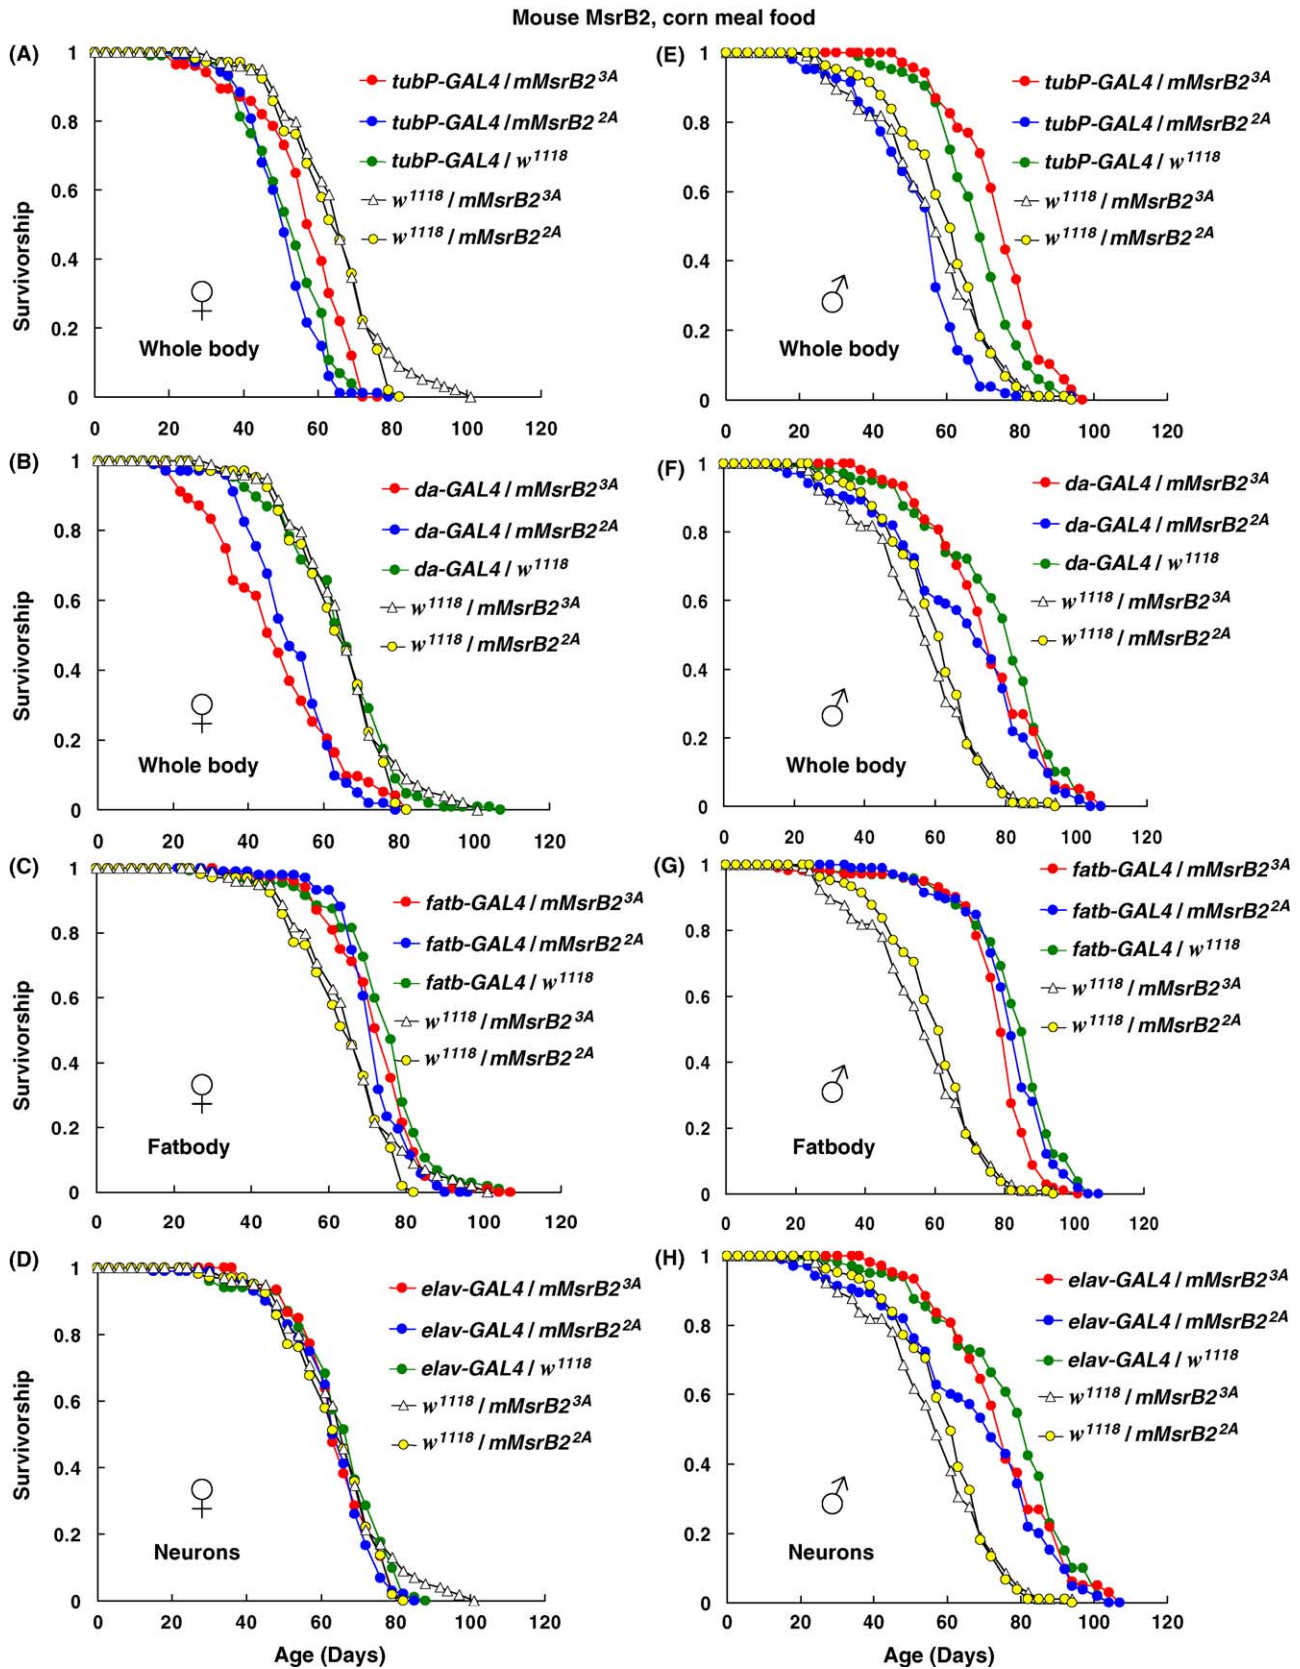 Mouse MsrB2, corn meal food
(A)
Survivorship
1
0.8
0.6
0.4
0.2
0
tubP-GAL4 / mMsrB2^3A
tubP-GAL4 / mMsrB2^2A
tubP-GAL4 / w^1118
w^1118 / mMsrB2^3A
w^1118 / mMsrB2^2A
♀
Whole body
0 20 40 60 80 100 120
(E)
1
0.8
0.6
0.4
0.2
0
tubP-GAL4 / mMsrB2^3A
tubP-GAL4 / mMsrB2^2A
tubP-GAL4 / w^1118
w^1118 / mMsrB2^3A
w^1118 / mMsrB2^2A
♂
Whole body
0 20 40 60 80 100 120
(B)
Survivorship
1
0.8
0.6
0.4
0.2
0
da-GAL4 / mMsrB2^3A
da-GAL4 / mMsrB2^2A
da-GAL4 / w^1118
w^1118 / mMsrB2^3A
w^1118 / mMsrB2^2A
♀
Whole body
0 20 40 60 80 100 120
(F)
1
0.8
0.6
0.4
0.2
0
da-GAL4 / mMsrB2^3A
da-GAL4 / mMsrB2^2A
da-GAL4 / w^1118
w^1118 / mMsrB2^3A
w^1118 / mMsrB2^2A
♂
Whole body
0 20 40 60 80 100 120
(C)
Survivorship
1
0.8
0.6
0.4
0.2
0
fatb-GAL4 / mMsrB2^3A
fatb-GAL4 / mMsrB2^2A
fatb-GAL4 / w^1118
w^1118 / mMsrB2^3A
w^1118 / mMsrB2^2A
♀
Fatbody
0 20 40 60 80 100 120
(G)
1
0.8
0.6
0.4
0.2
0
fatb-GAL4 / mMsrB2^3A
fatb-GAL4 / mMsrB2^2A
fatb-GAL4 / w^1118
w^1118 / mMsrB2^3A
w^1118 / mMsrB2^2A
♂
Fatbody
0 20 40 60 80 100 120
(D)
Survivorship
1
0.8
0.6
0.4
0.2
0
elav-GAL4 / mMsrB2^3A
elav-GAL4 / mMsrB2^2A
elav-GAL4 / w^1118
w^1118 / mMsrB2^3A
w^1118 / mMsrB2^2A
♀
Neurons
0 20 40 60 80 100 120
Age (Days)
(H)
1
0.8
0.6
0.4
0.2
0
elav-GAL4 / mMsrB2^3A
elav-GAL4 / mMsrB2^2A
elav-GAL4 / w^1118
w^1118 / mMsrB2^3A
w^1118 / mMsrB2^2A
♂
Neurons
0 20 40 60 80 100 120
Age (Days)